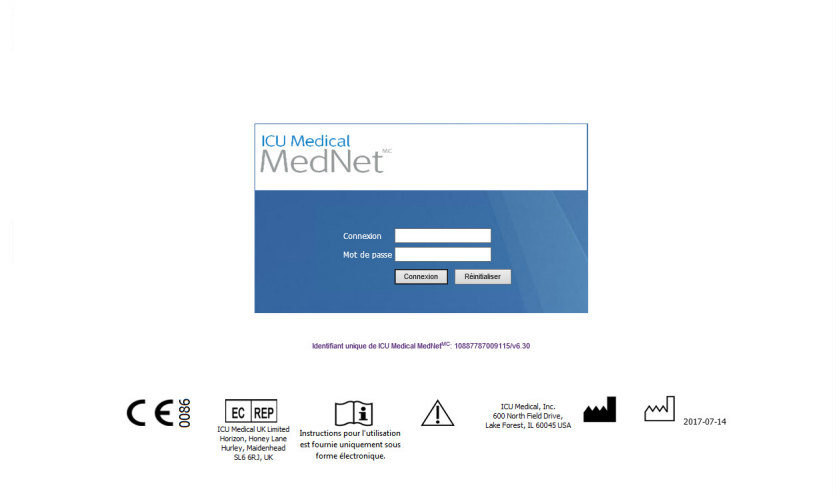 ICU Medical
MedNet MC
Connexion
Mot de passe
Connexion Réinitialiser
Identifiant unique de ICU Medical MedNet MC: 10887787009115/v6.30
CE 0086
EC REP
ICU Medical UK Limited
Horizon, Honey Lane
Hurley, Maidenhead
SL6 6RJ, UK
i
Instructions pour l'utilisation
est fournie uniquement sous
forme électronique.
!
ICU Medical, Inc.
600 North Field Drive,
Lake Forest, IL 60045 USA
2017-07-14